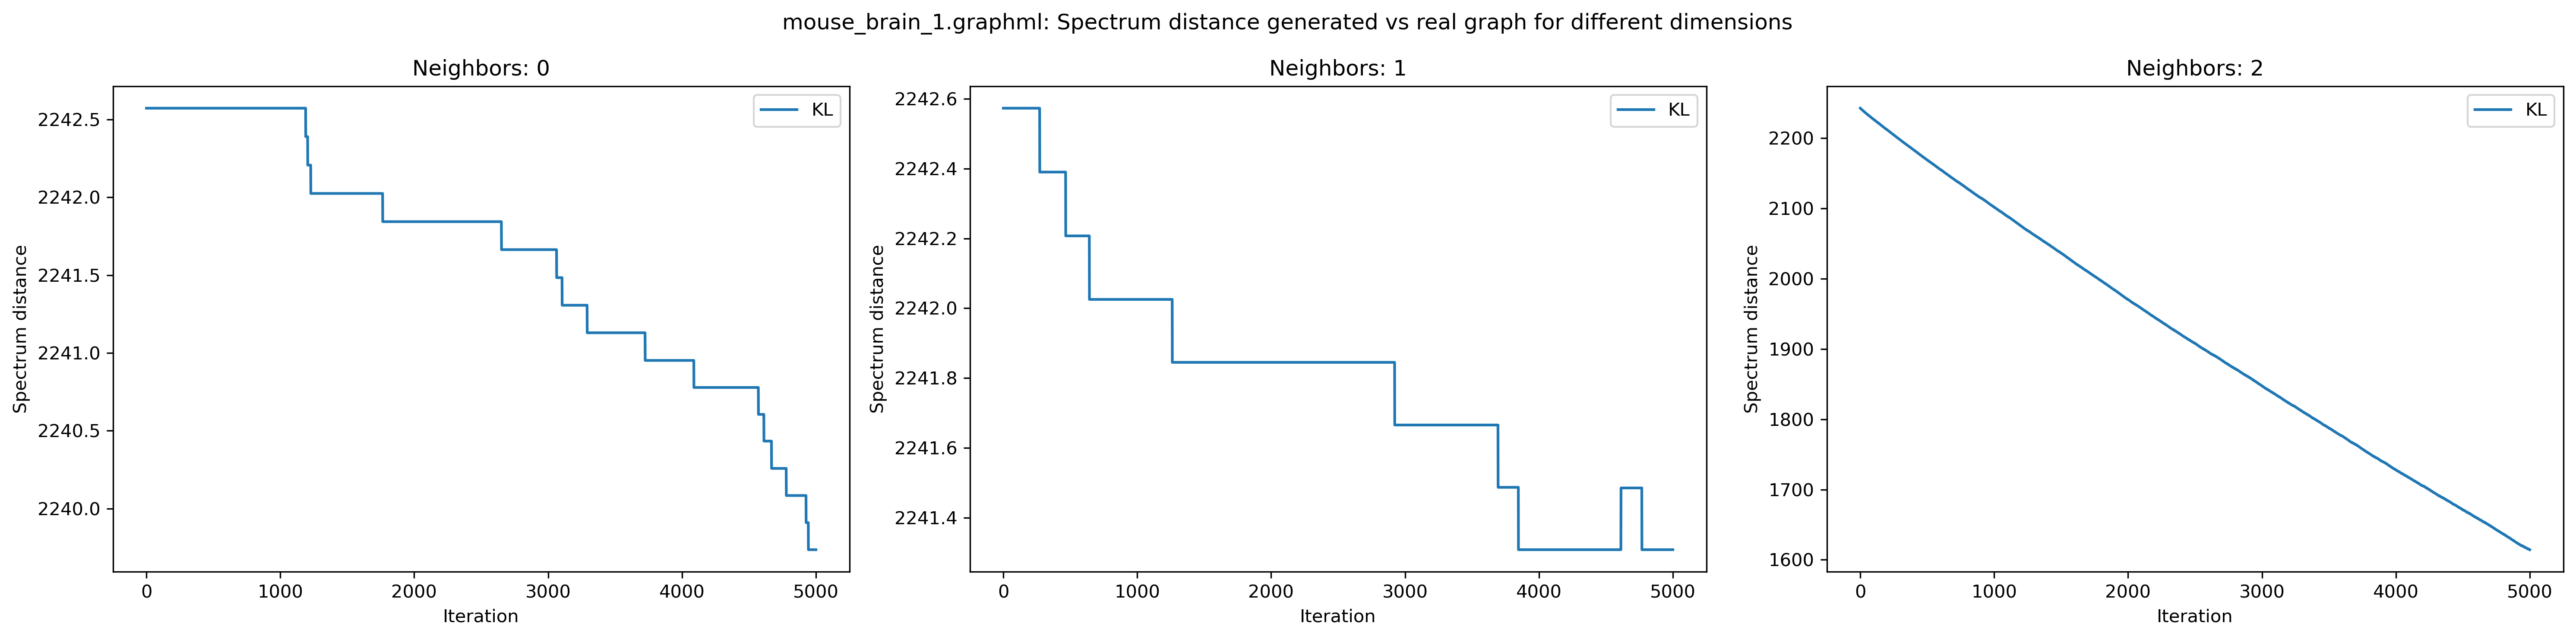 mouse_brain_1.graphml: Spectrum distance generated vs real graph for different dimensions
Neighbors: 0
KL
2242.5
2242.0
2241.5
2241.0
2240.5
2240.0
Spectrum distance
0 1000 2000 3000 4000 5000
Iteration
Neighbors: 1
KL
2242.6
2242.4
2242.2
2242.0
2241.8
2241.6
2241.4
Spectrum distance
0 1000 2000 3000 4000 5000
Iteration
Neighbors: 2
KL
2200
2100
2000
1900
1800
1700
1600
Spectrum distance
0 1000 2000 3000 4000 5000
Iteration